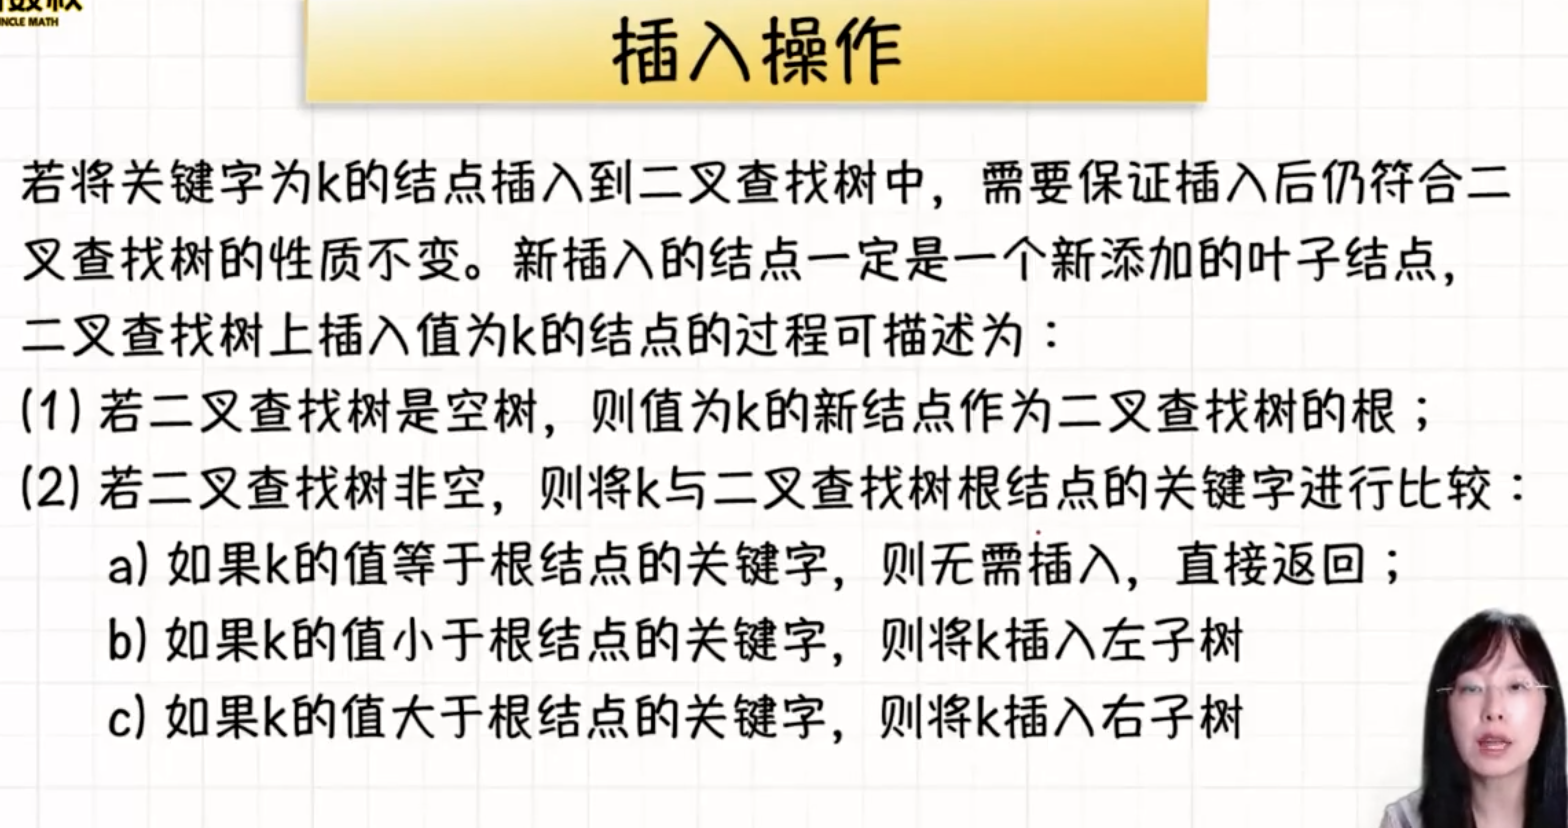 NCLE MATH
插入操作
若将关键字为k的结点插入到二叉查找树中，需要保证插入后仍符合二
叉查找树的性质不变。新插入的结点一定是一个新添加的叶子结点，
二叉查找树上插入值为k的结点的过程可描述为：
(1) 若二叉查找树是空树，则值为k的新结点作为二叉查找树的根；
(2) 若二叉查找树非空，则将k与二叉查找树根结点的关键字进行比较：
a) 如果k的值等于根结点的关键字，则无需插入，直接返回；
b) 如果k的值小于根结点的关键字，则将k插入左子树
c) 如果k的值大于根结点的关键字，则将k插入右子树